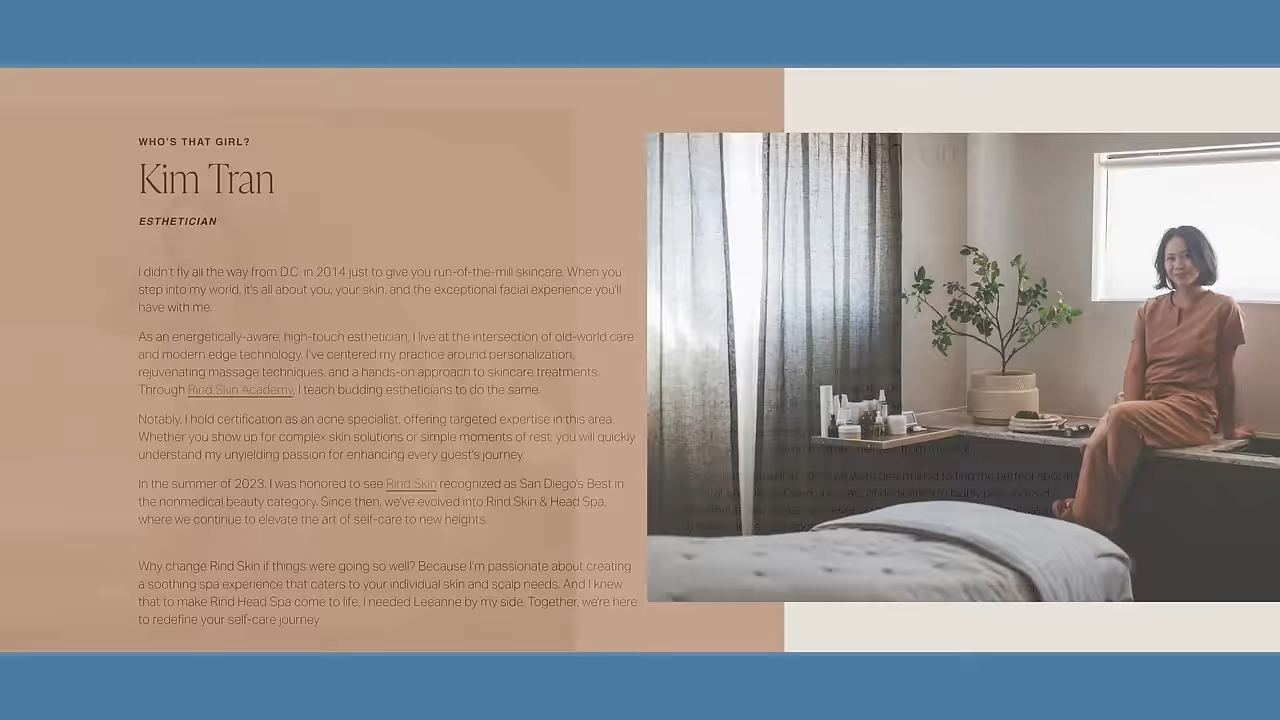 WHO'S THAT GIRL?
Kim Tran
ESTHETICIAN
I didn't fly all the way from D.C. in 2014 just to give you run-of-the-mill skincare. When you
step into my world, it's all about you, your skin, and the exceptional facial experience you'll
have with me.
As an energetically-aware, high-touch esthetician, I live at the intersection of old-world care
and modern edge technology. I've centered my practice around personalization,
rejuvenating massage techniques, and a hands-on approach to skincare treatments.
Through Rind Skin Academy, I teach budding estheticians to do the same.
Notably, I hold certification as an acne specialist, offering targeted expertise in this area.
Whether you show up for complex skin solutions or simple moments of rest, you will quickly
understand my unyielding passion for enhancing every guest's journey.
In the summer of 2023, I was honored to see Rind Skin recognized as San Diego's Best in
the nonmedical beauty category. Since then, we've evolved into Rind Skin & Head Spa,
where we continue to elevate the art of self-care to new heights.
Why change Rind Skin if things were going so well? Because I'm passionate about creating
a soothing spa experience that caters to your individual skin and scalp needs. And I knew
that to make Rind Head Spa come to life, I needed Leeanne by my side. Together, we're here
to redefine your self-care journey
were determined to find the perfect spot in